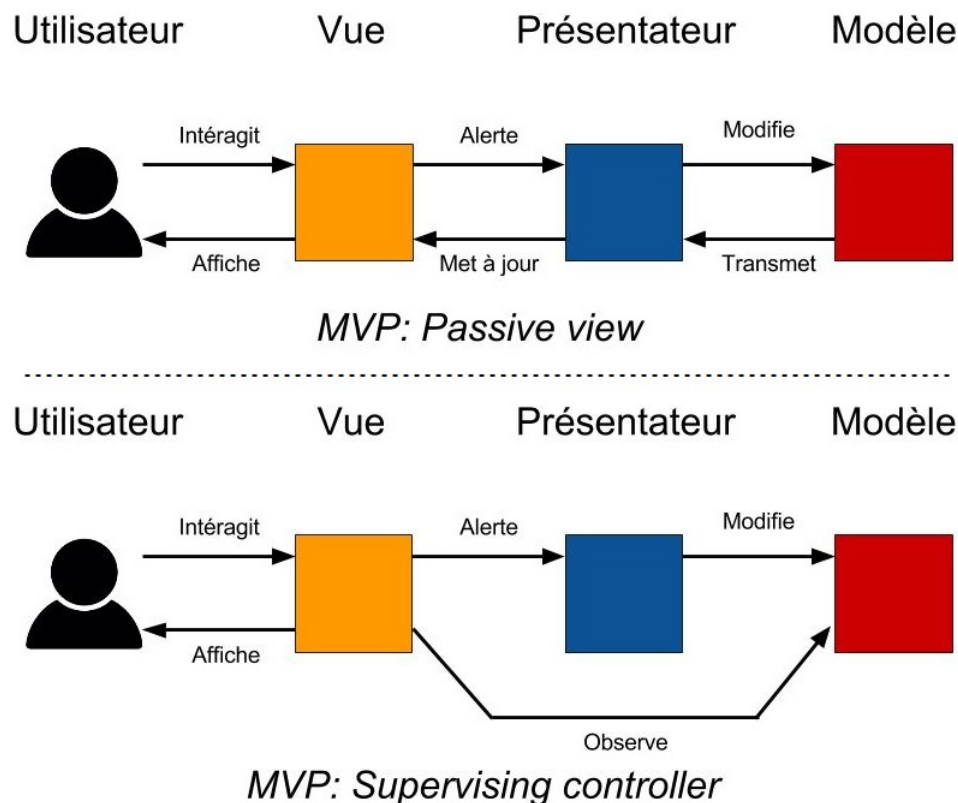 Utilisateur Vue Présentateur Modèle
Intéragit Alerte Modifie
Affiche Met à jour Transmet
MVP: Passive view
Utilisateur Vue Présentateur Modèle
Intéragit Alerte Modifie
Affiche
Observe
MVP: Supervising controller